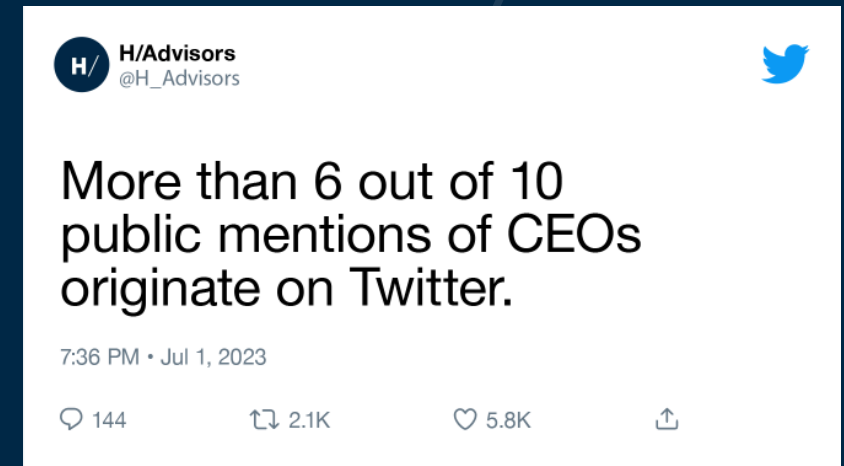 H/
H/Advisors
@H_Advisors
More than 6 out of 10
public mentions of CEOs
originate on Twitter.
7:36 PM • Jul 1, 2023
144 2.1K 5.8K